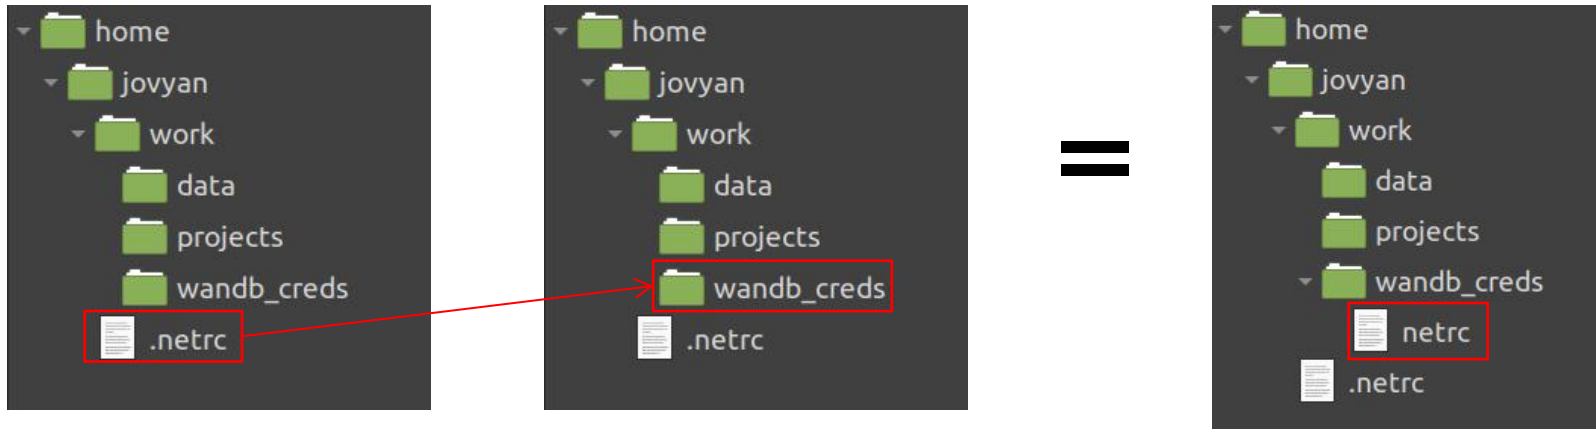 home
jovyan
work
data
projects
wandb_creds
.netrc
home
jovyan
work
data
projects
wandb_creds
.netrc
=
home
jovyan
work
data
projects
wandb_creds
netrc
.netrc